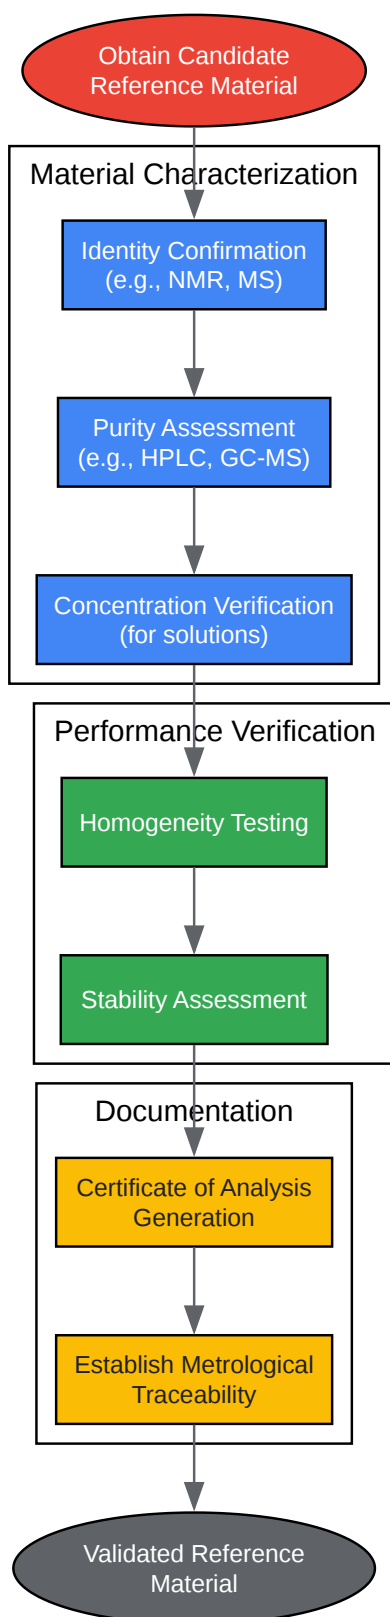 Obtain Candidate
Reference Material
Material Characterization
Identity Confirmation
(e.g., NMR, MS)
Purity Assessment
(e.g., HPLC, GC-MS)
Concentration Verification
(for solutions)
Performance Verification
Homogeneity Testing
Stability Assessment
Documentation
Certificate of Analysis
Generation
Establish Metrological
Traceability
Validated Reference
Material